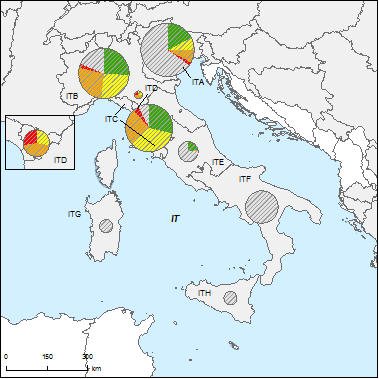 ITA
ITD
ITB
ITC
ITD
ITE
ITF
ITG
IT
ITH
0 150 300
km